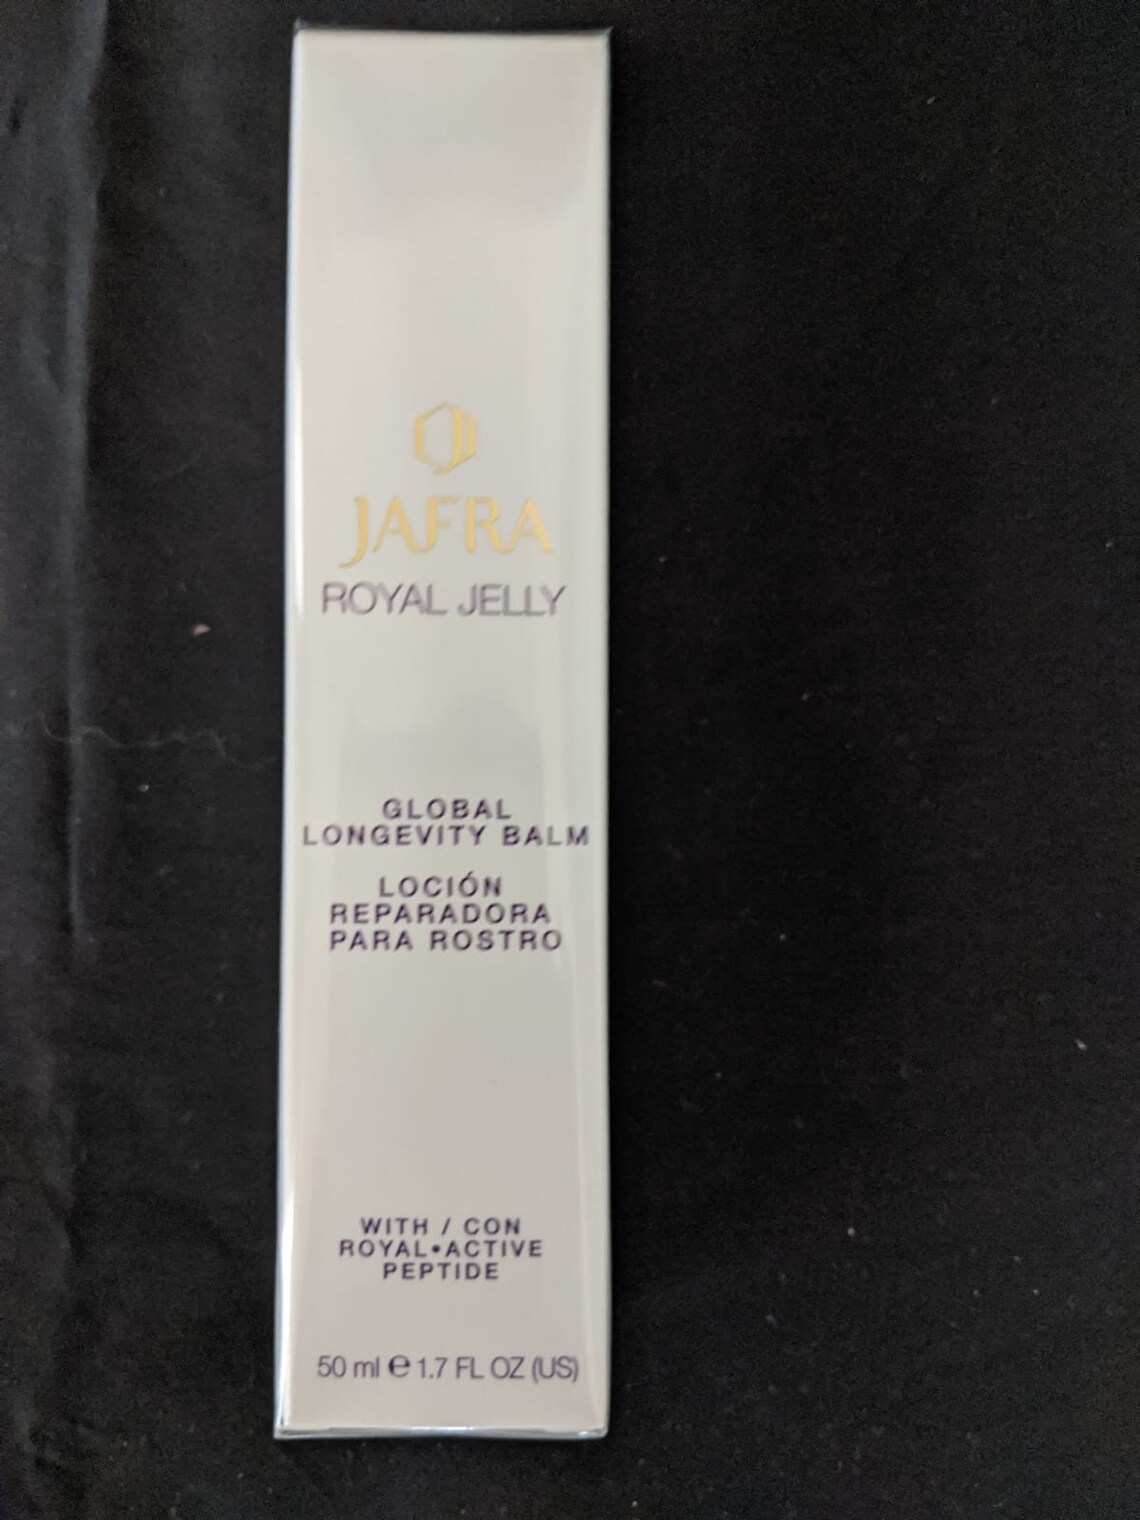 JAFRA
ROYAL JELLY
GLOBAL
LONGEVITY BALM
LOCIÓN
REPARADORA
PARA ROSTRO
WITH / CON
ROYAL•ACTIVE
PEPTIDE
50 ml ℮ 1.7 FL OZ (US)